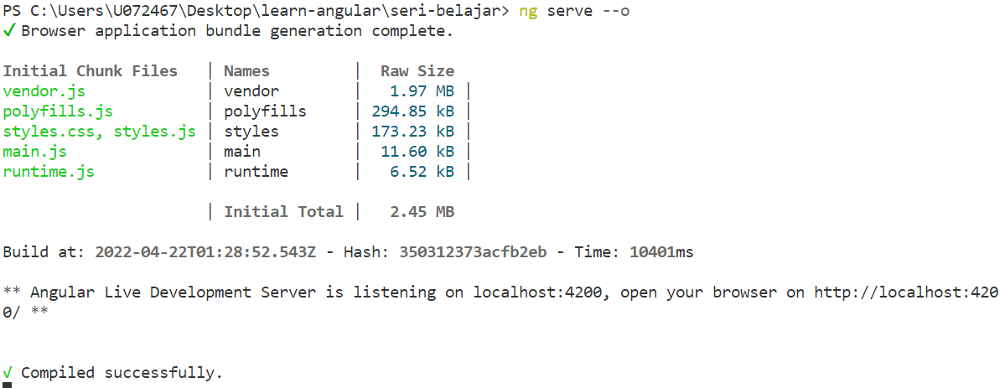 PS C:\Users\U072467\Desktop\learn-angular\seri-belajar> ng serve --o
✓ Browser application bundle generation complete.
Initial Chunk Files | Names | Raw Size
vendor.js | vendor | 1.97 MB |
polyfills.js | polyfills | 294.85 kB |
styles.css, styles.js | styles | 173.23 kB |
main.js | main | 11.60 kB |
runtime.js | runtime | 6.52 kB |
| Initial Total | 2.45 MB
Build at: 2022-04-22T01:28:52.543Z - Hash: 350312373acfb2eb - Time: 10401ms
** Angular Live Development Server is listening on localhost:4200, open your browser on http://localhost:420
0/ **
√ Compiled successfully.